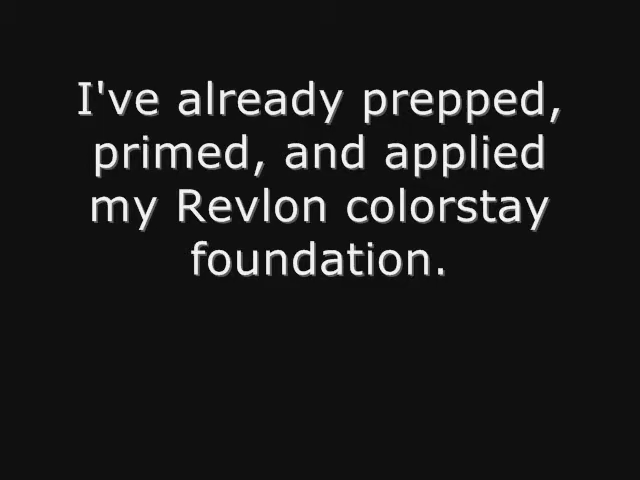 I've already prepped,
primed, and applied
my Revlon colorstay
foundation.